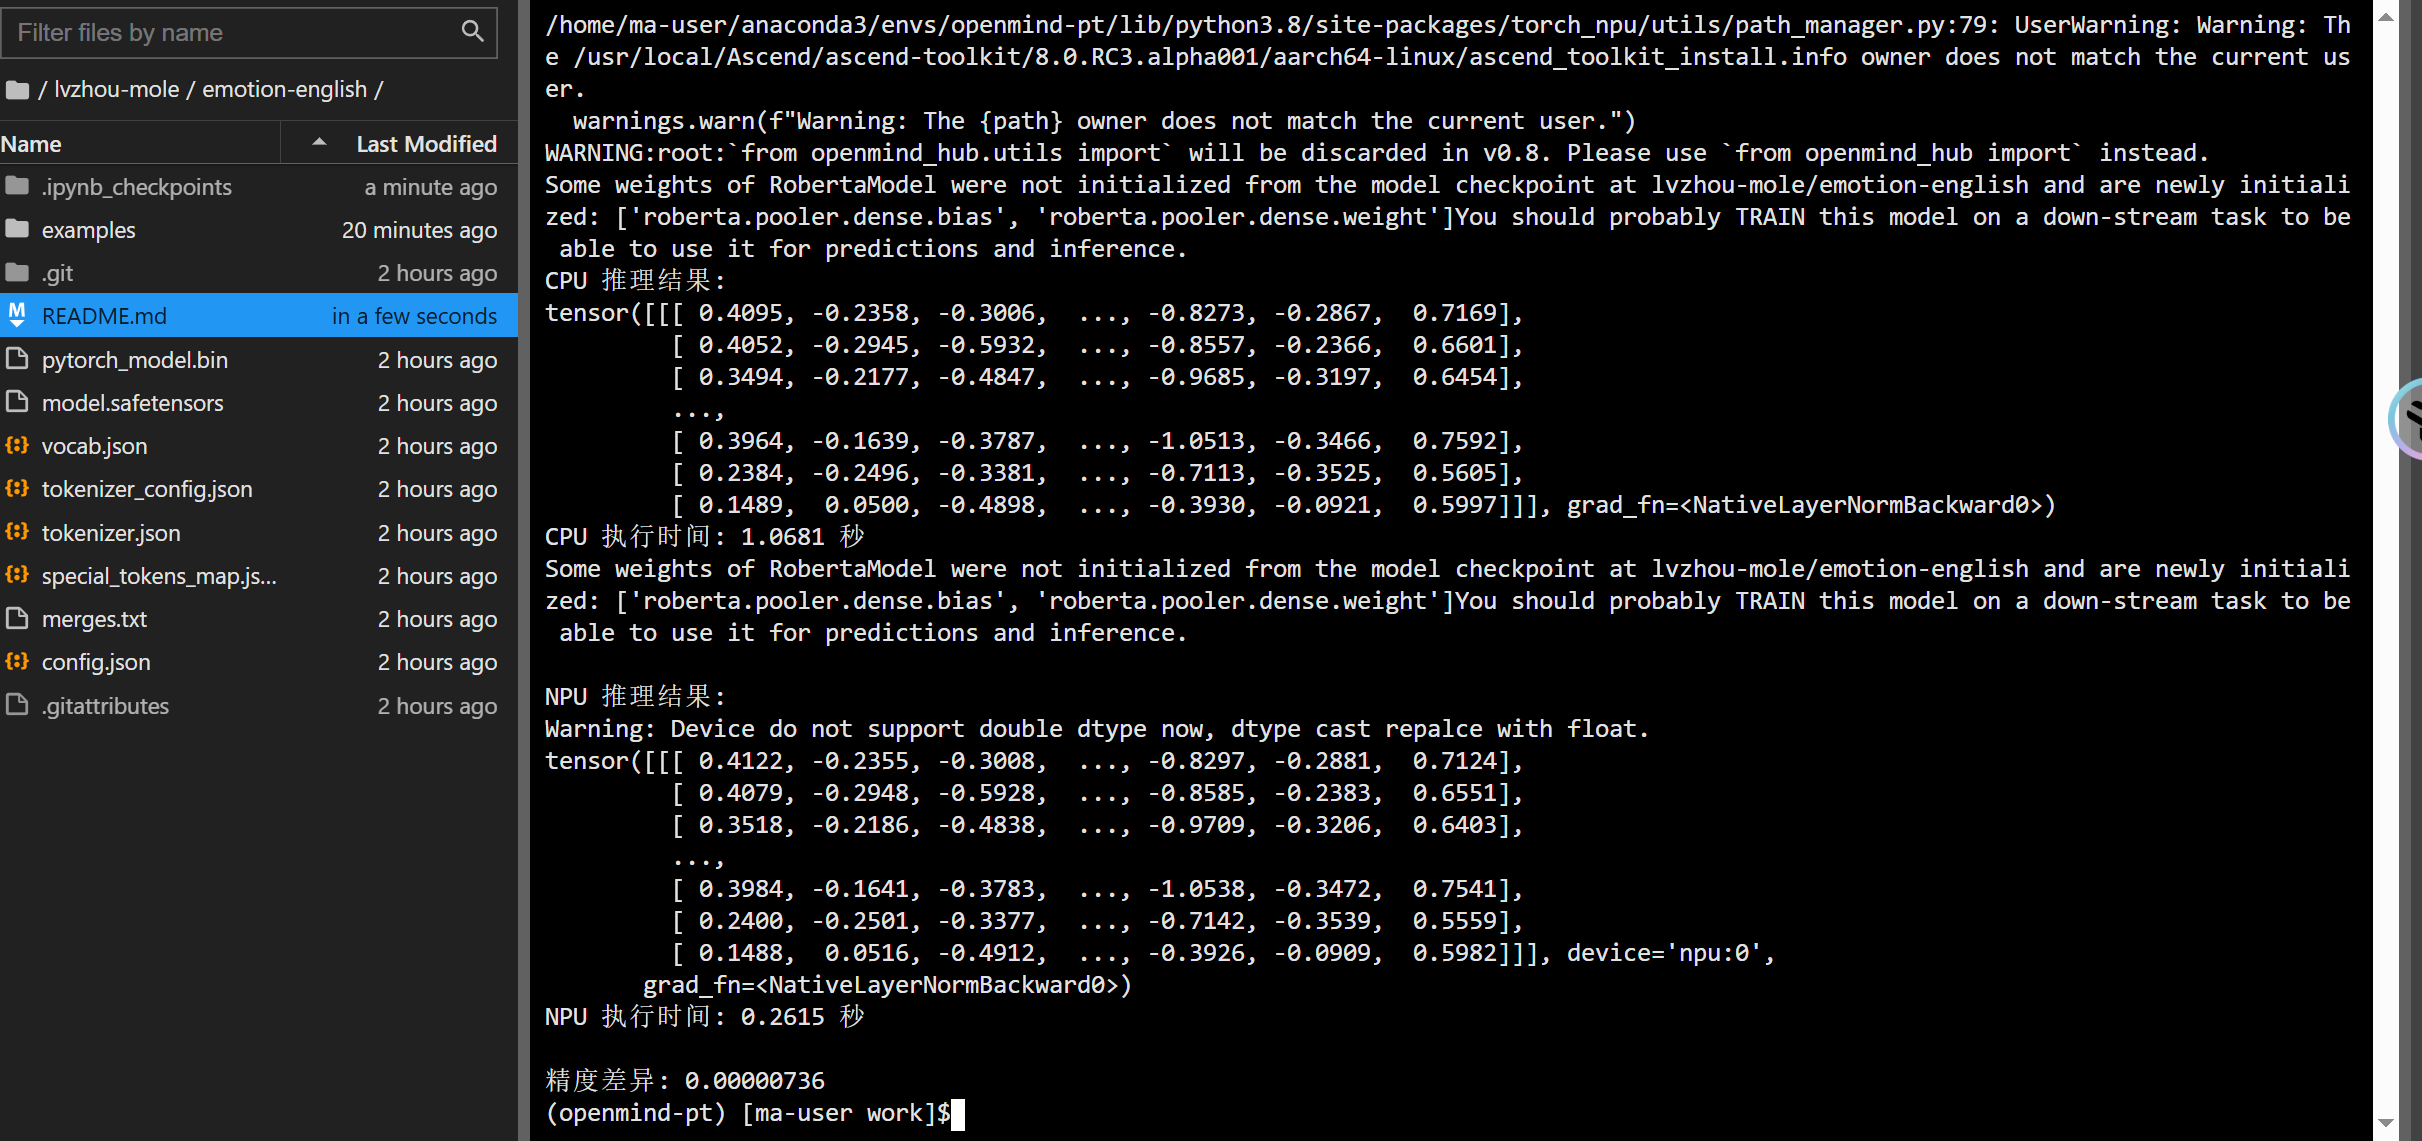 Filter files by name
/ lvzhou-mole / emotion-english /
Name Last Modified
.ipynb_checkpoints a minute ago
examples 20 minutes ago
.git 2 hours ago
README.md in a few seconds
pytorch_model.bin 2 hours ago
model.safetensors 2 hours ago
vocab.json 2 hours ago
tokenizer_config.json 2 hours ago
tokenizer.json 2 hours ago
special_tokens_map.js... 2 hours ago
merges.txt 2 hours ago
config.json 2 hours ago
.gitattributes 2 hours ago
/home/ma-user/anaconda3/envs/openmind-pt/lib/python3.8/site-packages/torch_npu/utils/path_manager.py:79: UserWarning: Warning: Th
e /usr/local/Ascend/ascend-toolkit/8.0.RC3.alpha001/aarch64-linux/ascend_toolkit_install.info owner does not match the current us
er.
  warnings.warn(f"Warning: The {path} owner does not match the current user.")
WARNING:root:`from openmind_hub.utils import` will be discarded in v0.8. Please use `from openmind_hub import` instead.
Some weights of RobertaModel were not initialized from the model checkpoint at lvzhou-mole/emotion-english and are newly initiali
zed: ['roberta.pooler.dense.bias', 'roberta.pooler.dense.weight']You should probably TRAIN this model on a down-stream task to be
 able to use it for predictions and inference.
CPU 推理结果:
tensor([[[ 0.4095, -0.2358, -0.3006,  ..., -0.8273, -0.2867,  0.7169],
         [ 0.4052, -0.2945, -0.5932,  ..., -0.8557, -0.2366,  0.6601],
         [ 0.3494, -0.2177, -0.4847,  ..., -0.9685, -0.3197,  0.6454],
         ...,
         [ 0.3964, -0.1639, -0.3787,  ..., -1.0513, -0.3466,  0.7592],
         [ 0.2384, -0.2496, -0.3381,  ..., -0.7113, -0.3525,  0.5605],
         [ 0.1489,  0.0500, -0.4898,  ..., -0.3930, -0.0921,  0.5997]]], grad_fn=<NativeLayerNormBackward0>)
CPU 执行时间: 1.0681 秒
Some weights of RobertaModel were not initialized from the model checkpoint at lvzhou-mole/emotion-english and are newly initiali
zed: ['roberta.pooler.dense.bias', 'roberta.pooler.dense.weight']You should probably TRAIN this model on a down-stream task to be
 able to use it for predictions and inference.
NPU 推理结果:
Warning: Device do not support double dtype now, dtype cast repalce with float.
tensor([[[ 0.4122, -0.2355, -0.3008,  ..., -0.8297, -0.2881,  0.7124],
         [ 0.4079, -0.2948, -0.5928,  ..., -0.8585, -0.2383,  0.6551],
         [ 0.3518, -0.2186, -0.4838,  ..., -0.9709, -0.3206,  0.6403],
         ...,
         [ 0.3984, -0.1641, -0.3783,  ..., -1.0538, -0.3472,  0.7541],
         [ 0.2400, -0.2501, -0.3377,  ..., -0.7142, -0.3539,  0.5559],
         [ 0.1488,  0.0516, -0.4912,  ..., -0.3926, -0.0909,  0.5982]]], device='npu:0',
       grad_fn=<NativeLayerNormBackward0>)
NPU 执行时间: 0.2615 秒
精度差异: 0.00000736
(openmind-pt) [ma-user work]$